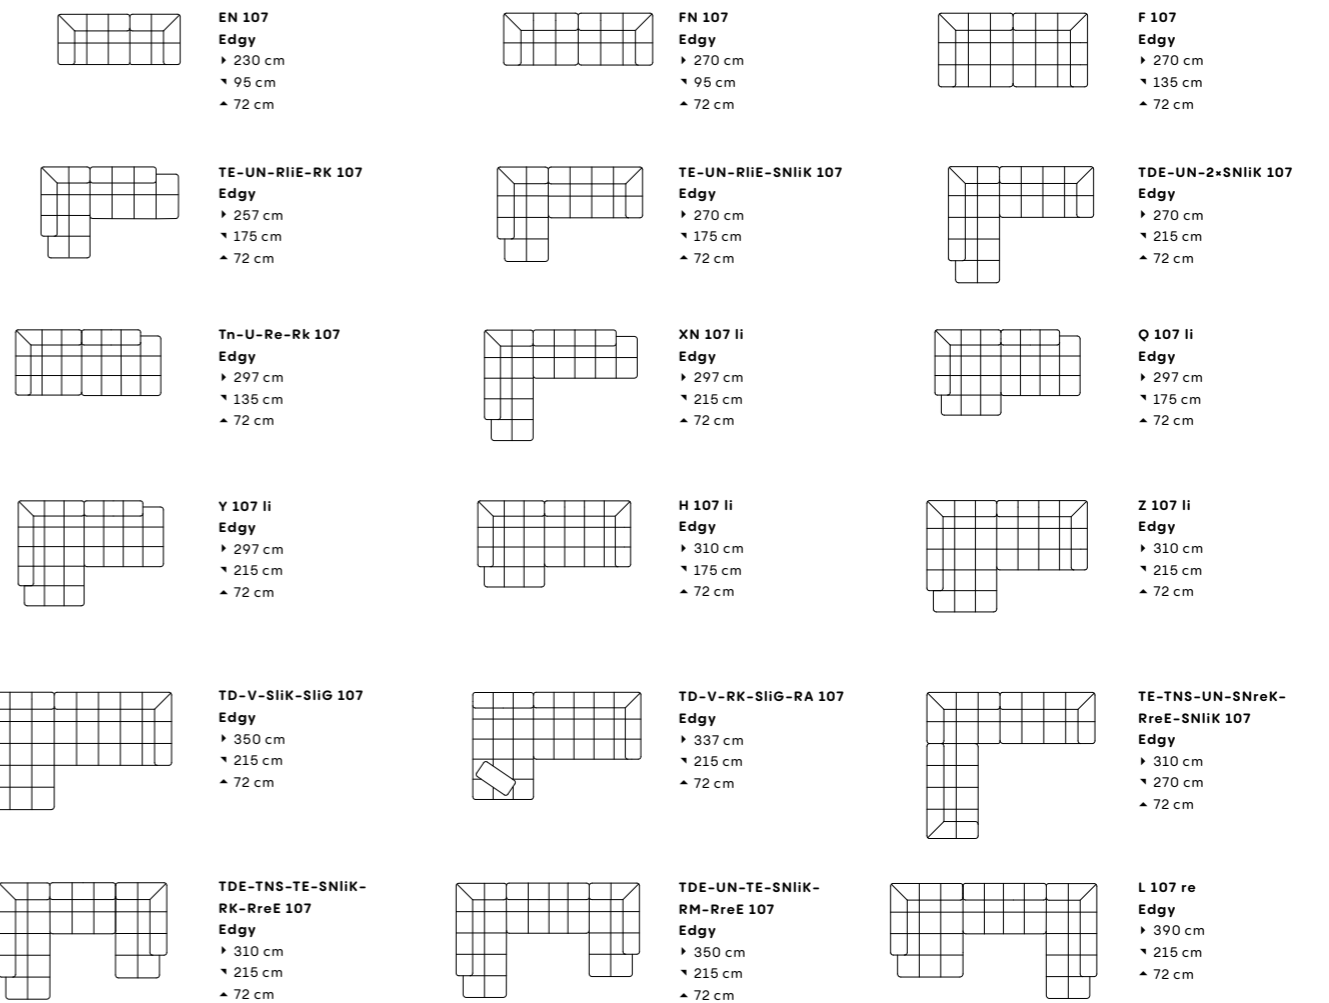 EN 107
Edgy
230 cm
95 cm
72 cm
FN 107
Edgy
270 cm
95 cm
72 cm
F 107
Edgy
270 cm
135 cm
72 cm
TE-UN-RliE-RK 107
Edgy
257 cm
175 cm
72 cm
TE-UN-RliE-SNliK 107
Edgy
270 cm
175 cm
72 cm
TDE-UN-2×SNliK 107
Edgy
270 cm
215 cm
72 cm
Tn-U-Re-Rk 107
Edgy
297 cm
135 cm
72 cm
XN 107 li
Edgy
297 cm
215 cm
72 cm
Q 107 li
Edgy
297 cm
175 cm
72 cm
Y 107 li
Edgy
297 cm
215 cm
72 cm
H 107 li
Edgy
310 cm
175 cm
72 cm
Z 107 li
Edgy
310 cm
215 cm
72 cm
TD-V-SliK-SliG 107
Edgy
350 cm
215 cm
72 cm
TD-V-RK-SliG-RA 107
Edgy
337 cm
215 cm
72 cm
TE-TNS-UN-SNreK-
RreE-SNliK 107
Edgy
310 cm
270 cm
72 cm
TDE-TNS-TE-SNliK-
RK-RreE 107
Edgy
310 cm
215 cm
72 cm
TDE-UN-TE-SNliK-
RM-RreE 107
Edgy
350 cm
215 cm
72 cm
L 107 re
Edgy
390 cm
215 cm
72 cm